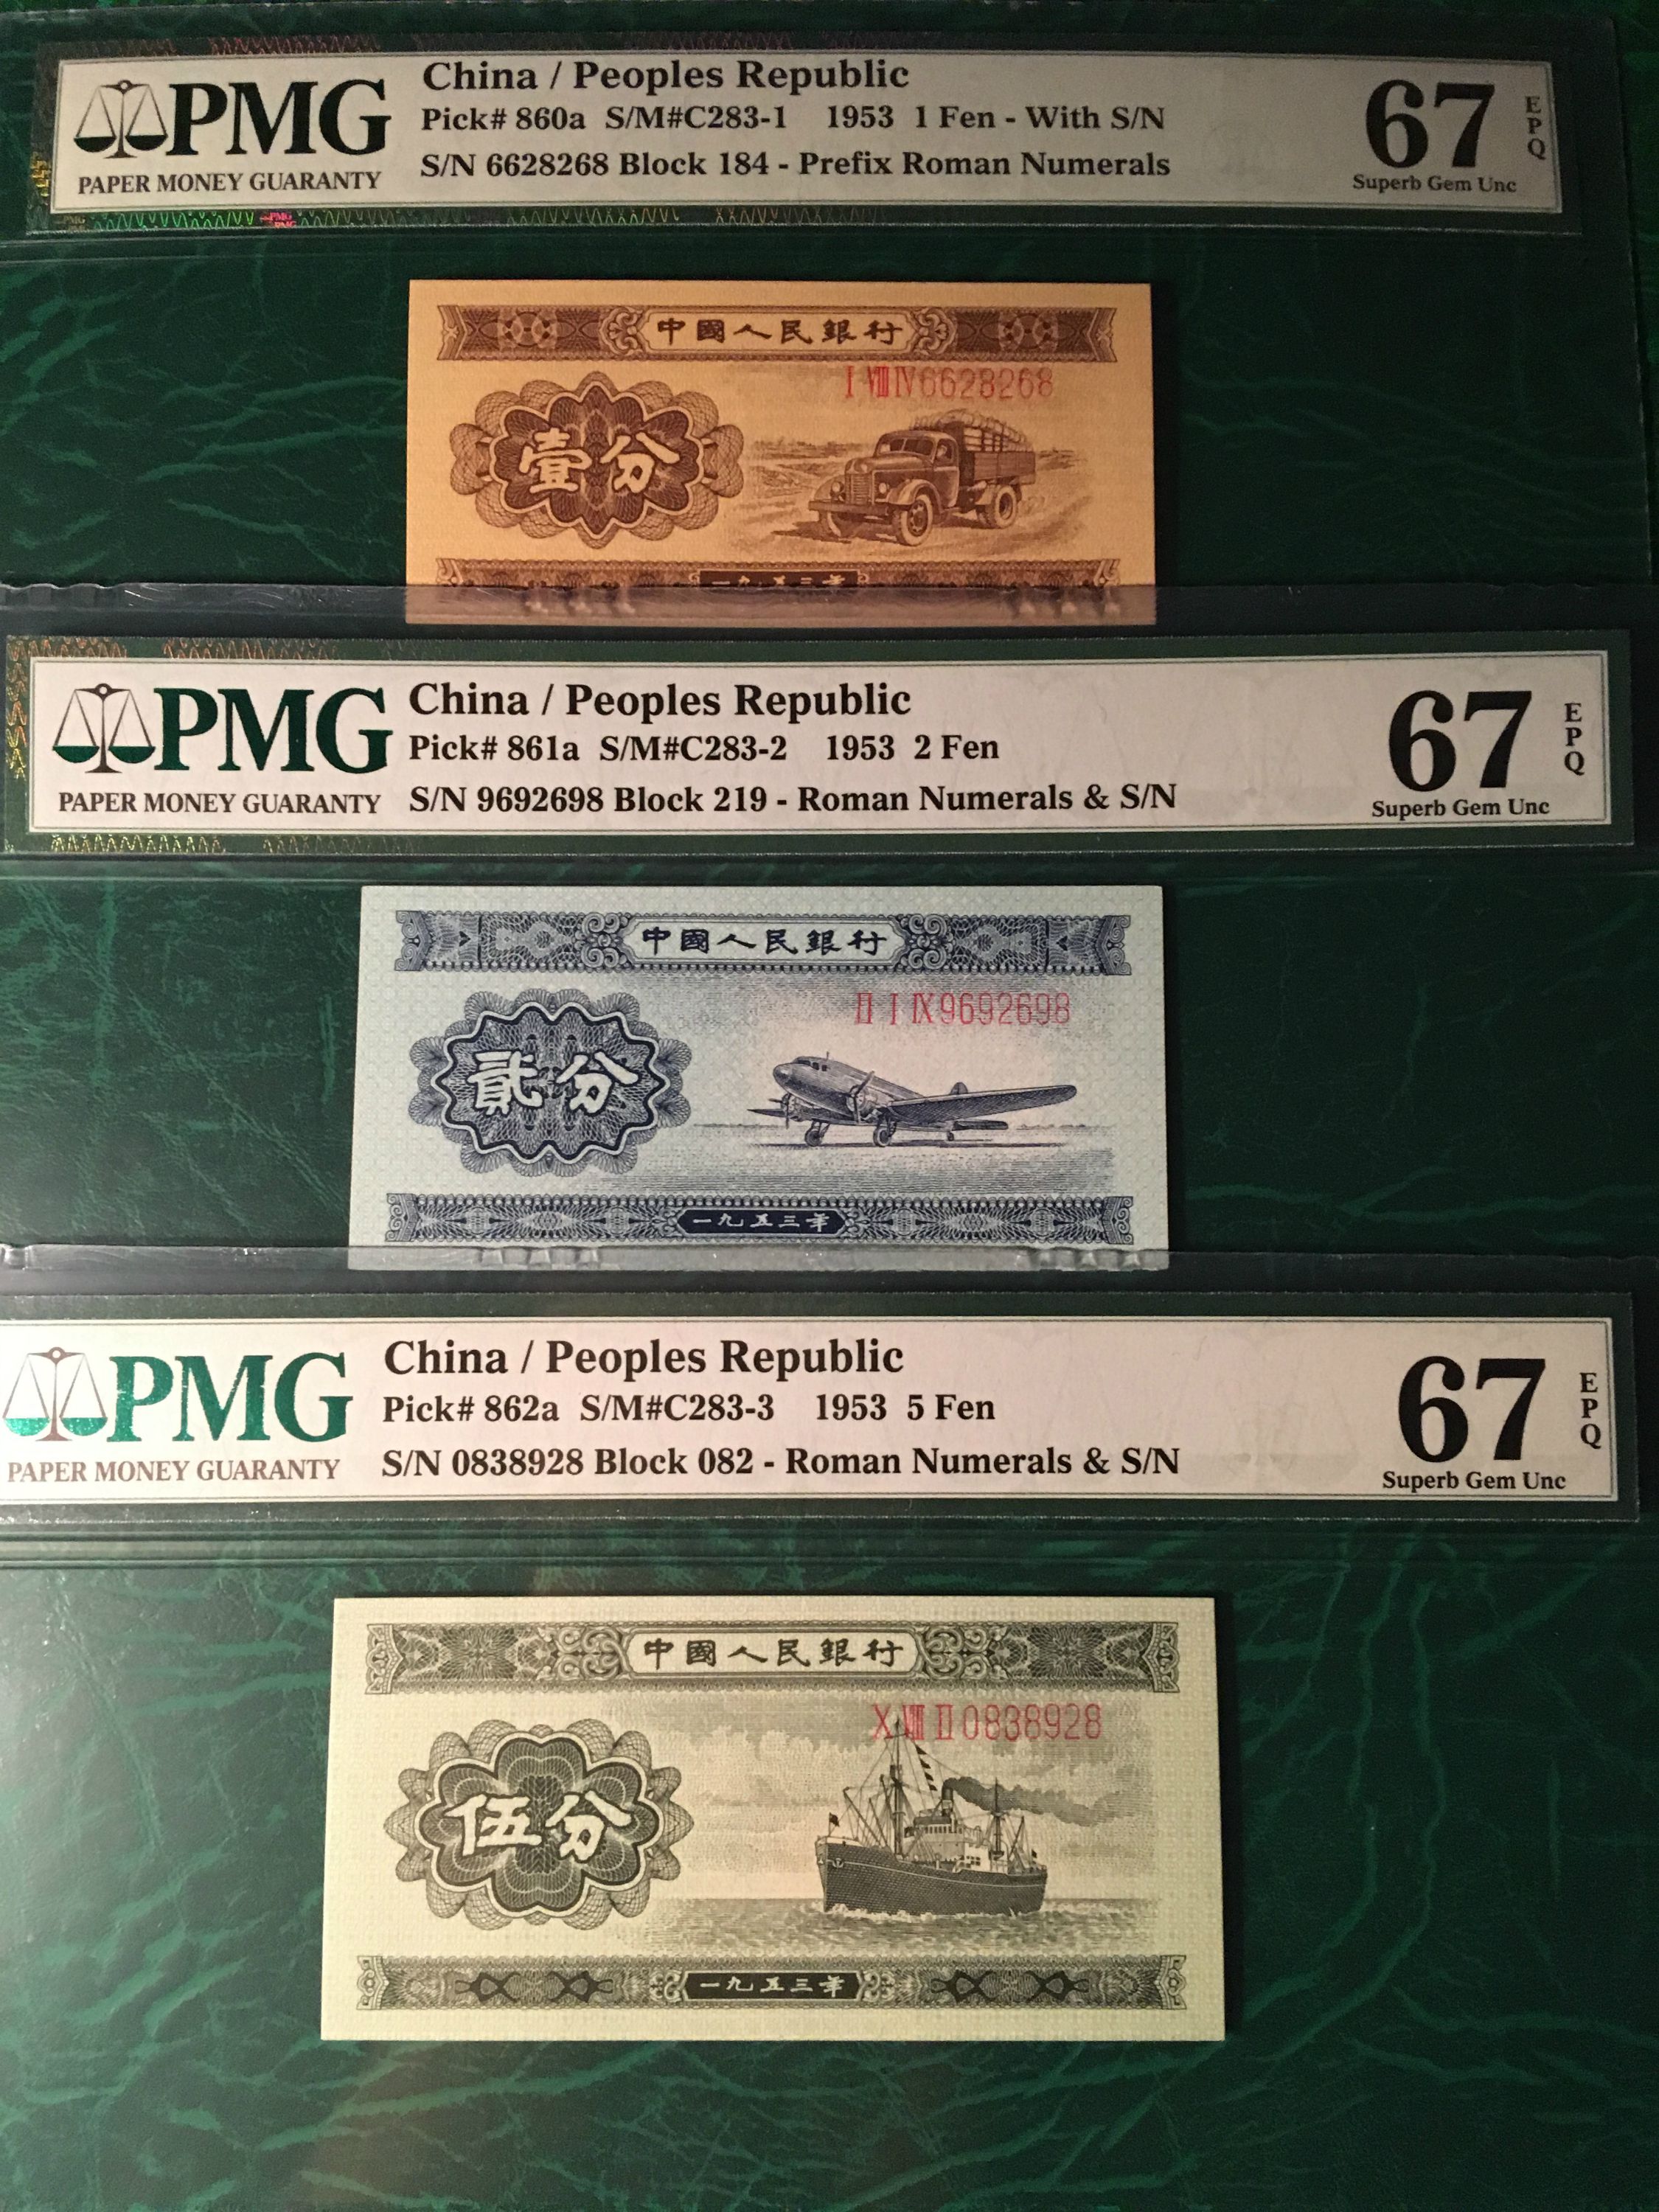 PMG
PAPER MONEY GUARANTY
China / Peoples Republic
Pick# 860a S/M#C283-1 1953 1 Fen - With S/N
S/N 6628268 Block 184 - Prefix Roman Numerals
67
EPQ
Superb Gem Unc
中國人民銀行
I VIII IV 6628268
壹分
一九五三年
PMG
PAPER MONEY GUARANTY
China / Peoples Republic
Pick# 861a S/M#C283-2 1953 2 Fen
S/N 9692698 Block 219 - Roman Numerals & S/N
67
EPQ
Superb Gem Unc
中國人民銀行
II I IX 9692698
貳分
一九五三年
PMG
PAPER MONEY GUARANTY
China / Peoples Republic
Pick# 862a S/M#C283-3 1953 5 Fen
S/N 0838928 Block 082 - Roman Numerals & S/N
67
EPQ
Superb Gem Unc
中國人民銀行
X VIII II 0838928
伍分
一九五三年